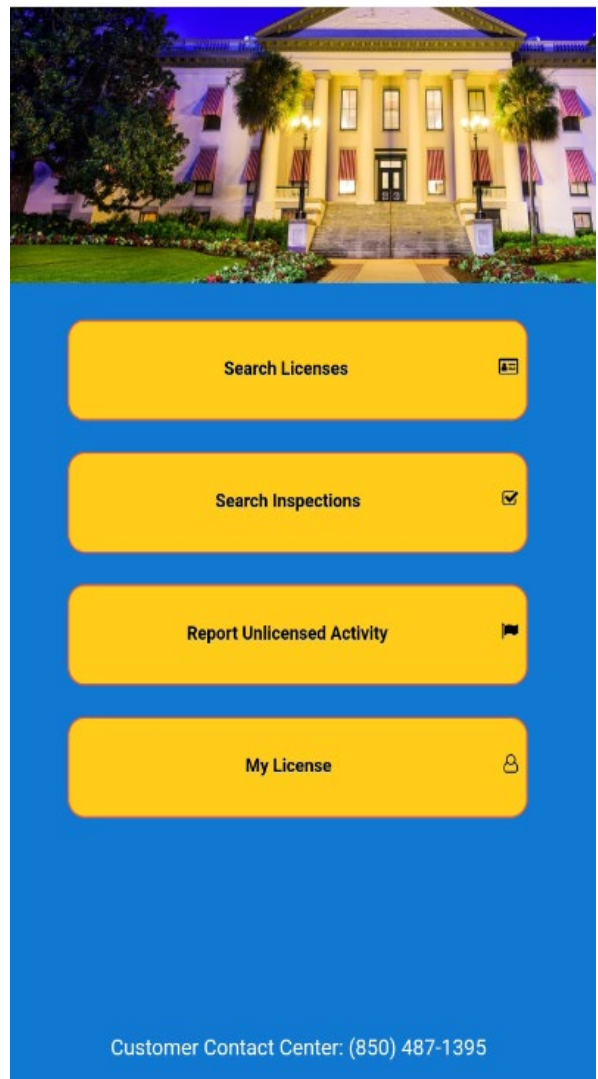 Search Licenses
Search Inspections
Report Unlicensed Activity
My License
Customer Contact Center: (850) 487-1395